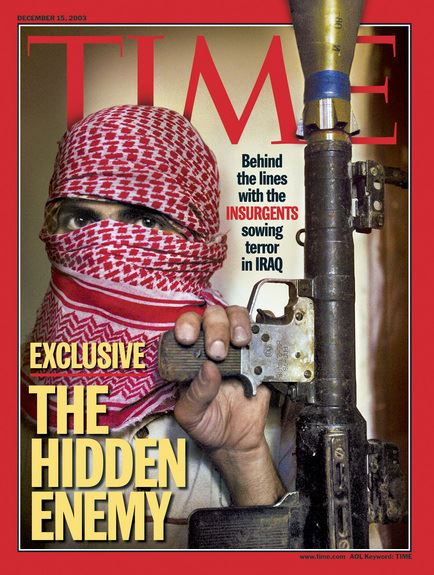 DECEMBER 15, 2003
TIME
Behind
the lines
with the
INSURGENTS
sowing
terror
in IRAQ
EXCLUSIVE
THE
HIDDEN
ENEMY
www.time.com AOL Keyword: TIME